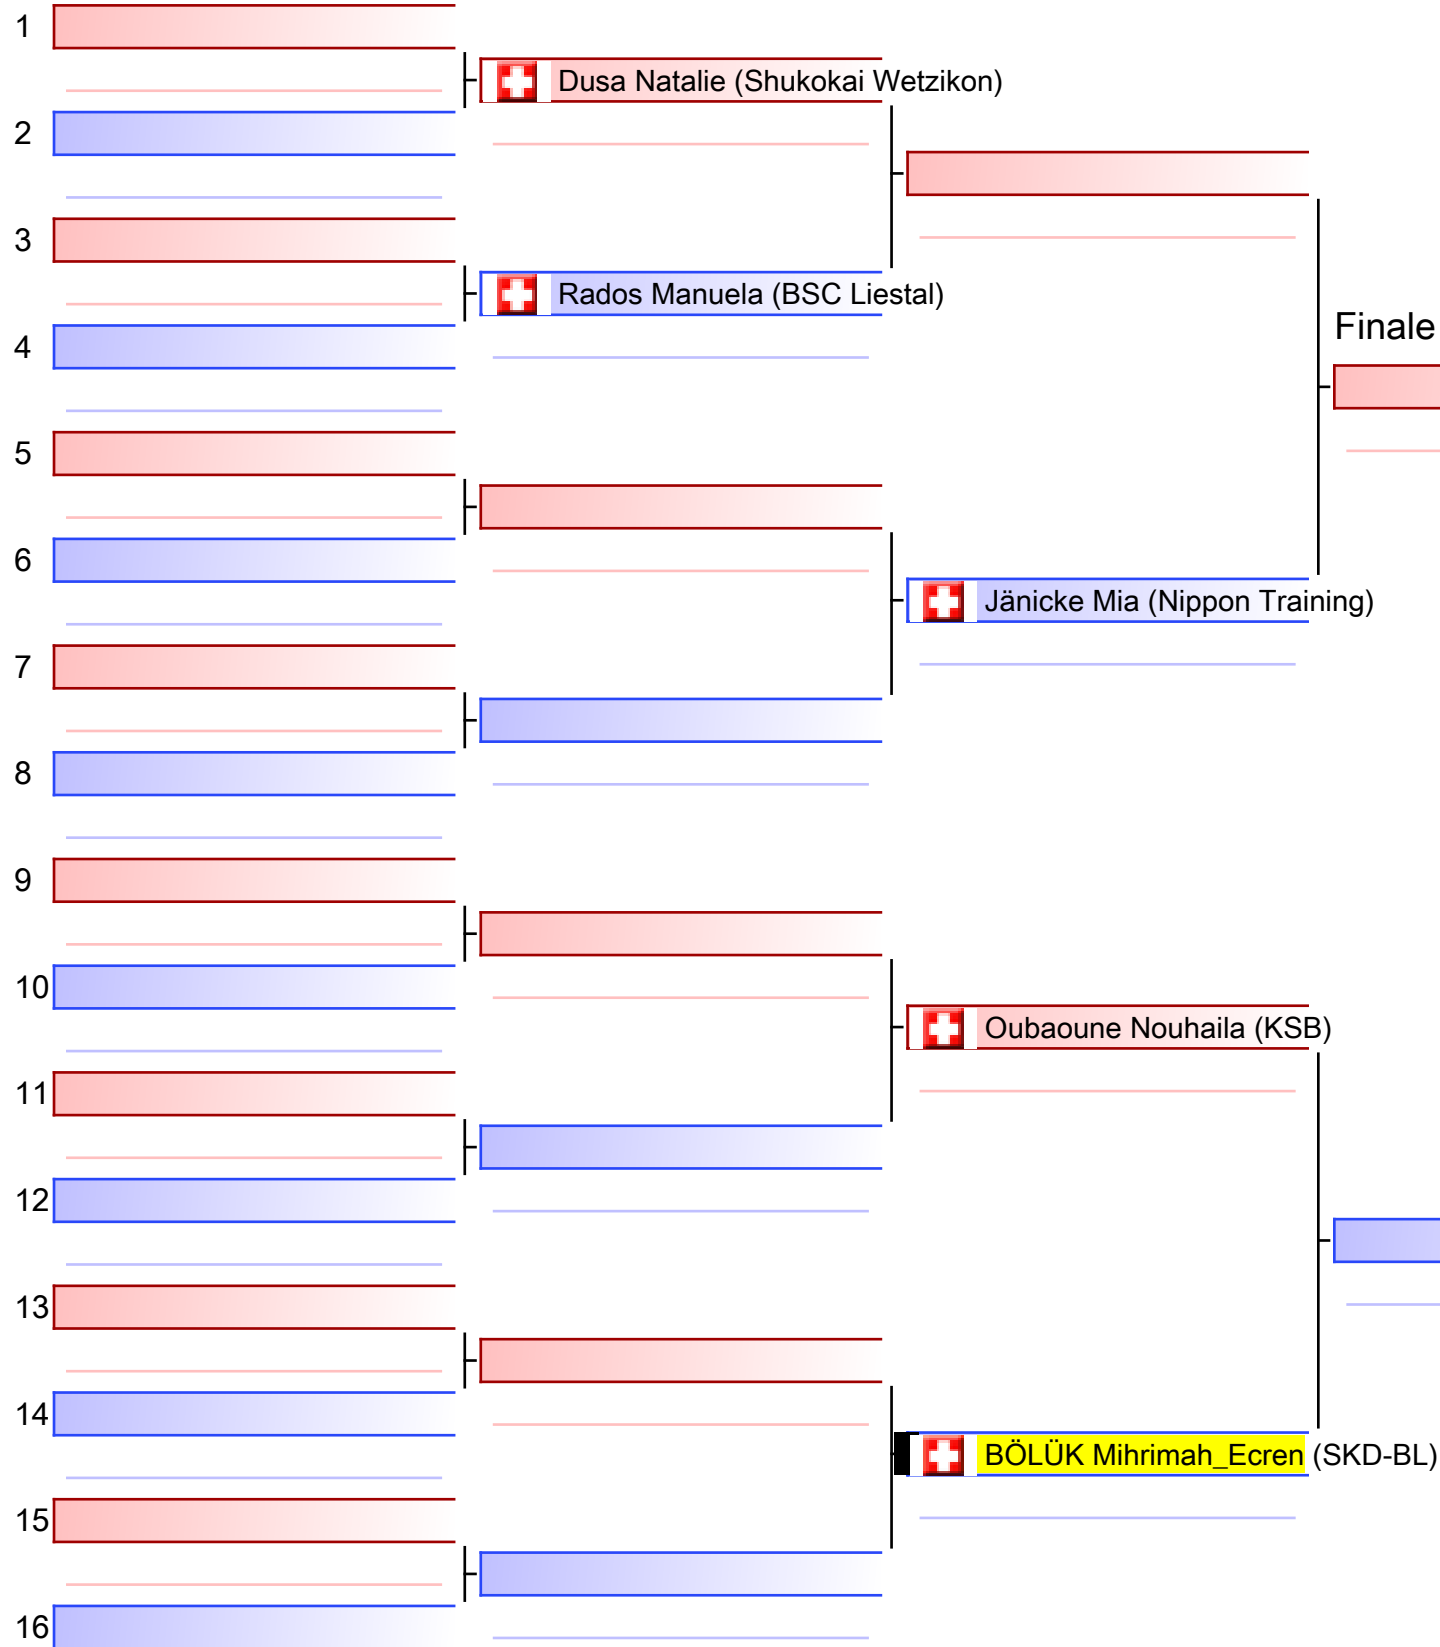 1
Dusa Natalie (Shukokai Wetzikon)
2
3
Rados Manuela (BSC Liestal)
4
Finale
5
6
Jänicke Mia (Nippon Training)
7
8
9
10
Oubaoune Nouhaila (KSB)
11
12
13
14
BÖLÜK Mihrimah_Ecren (SKD-BL)
15
16